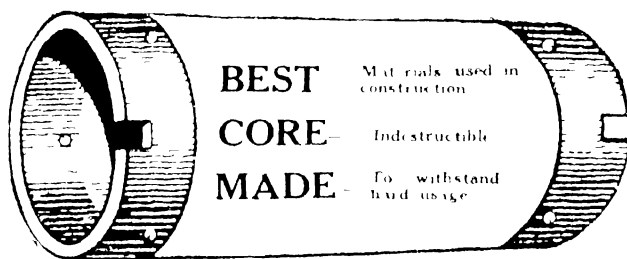 BEST Materials used in
construction
CORE— Indestructible
MADE- To withstand
hard usage